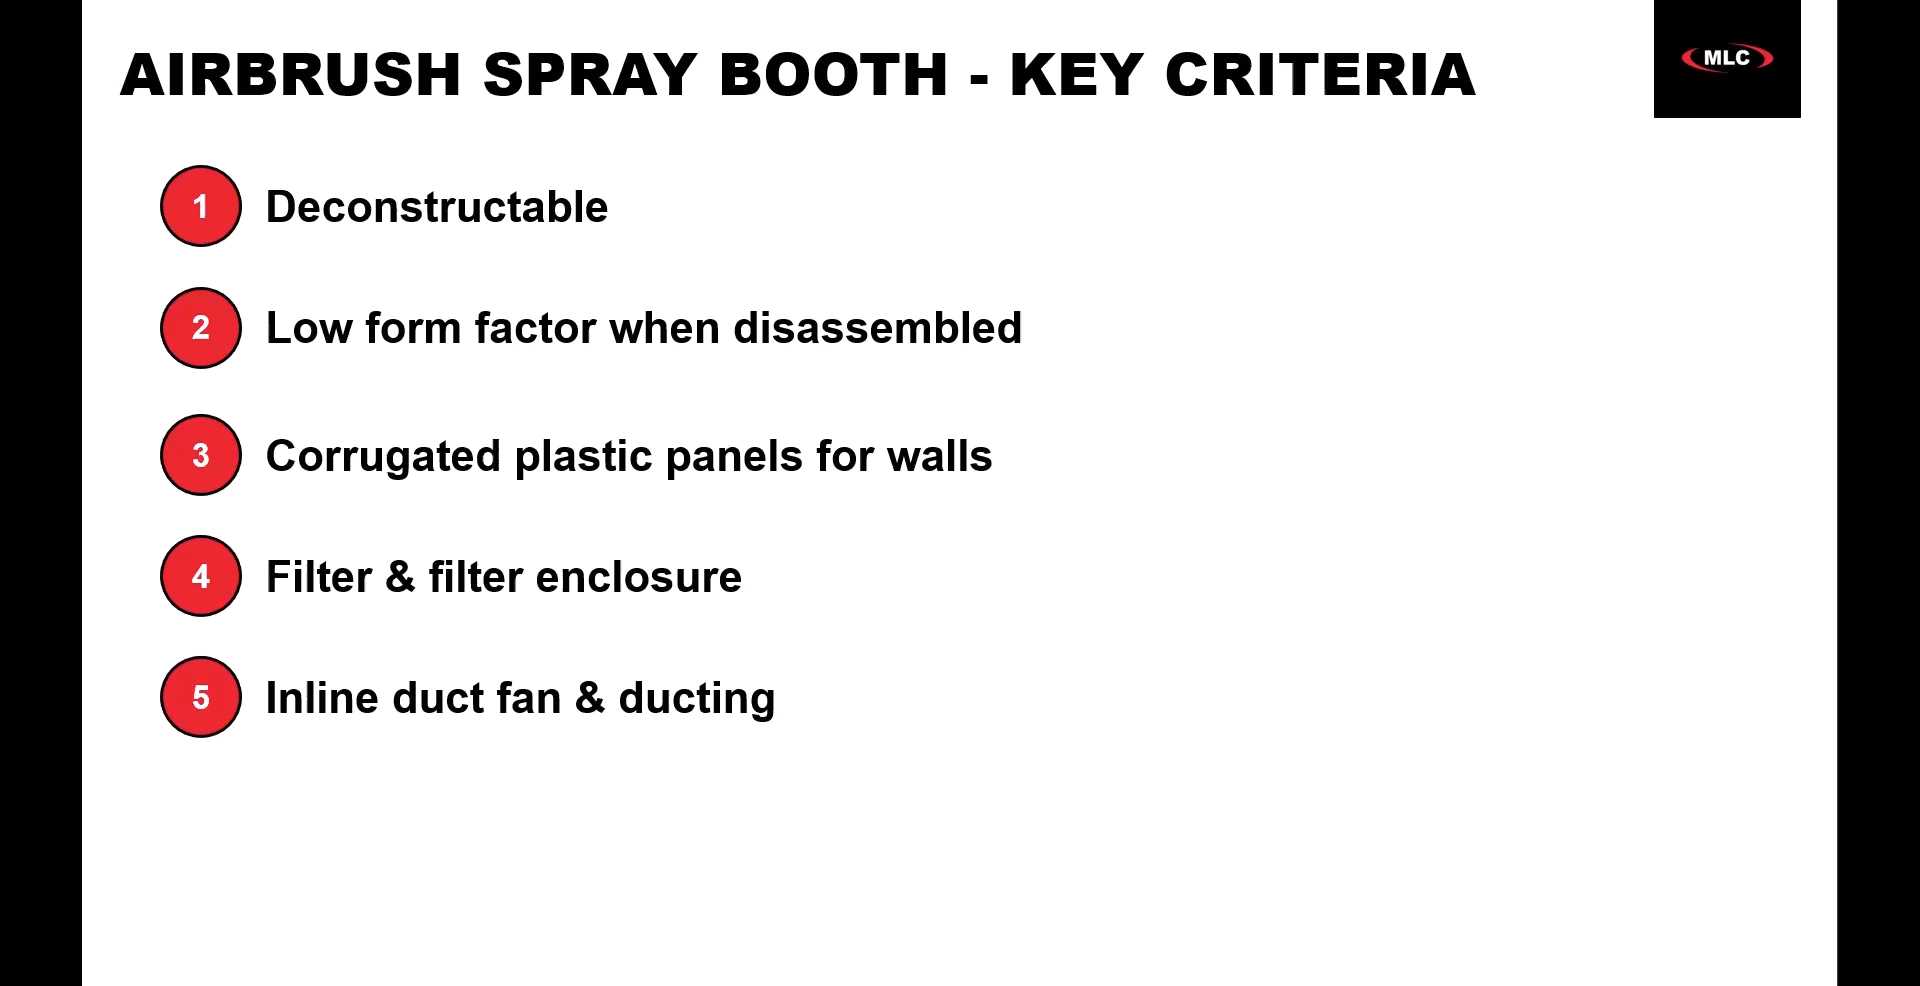 AIRBRUSH SPRAY BOOTH - KEY CRITERIA
MLC
1 Deconstructable
2 Low form factor when disassembled
3 Corrugated plastic panels for walls
4 Filter & filter enclosure
5 Inline duct fan & ducting